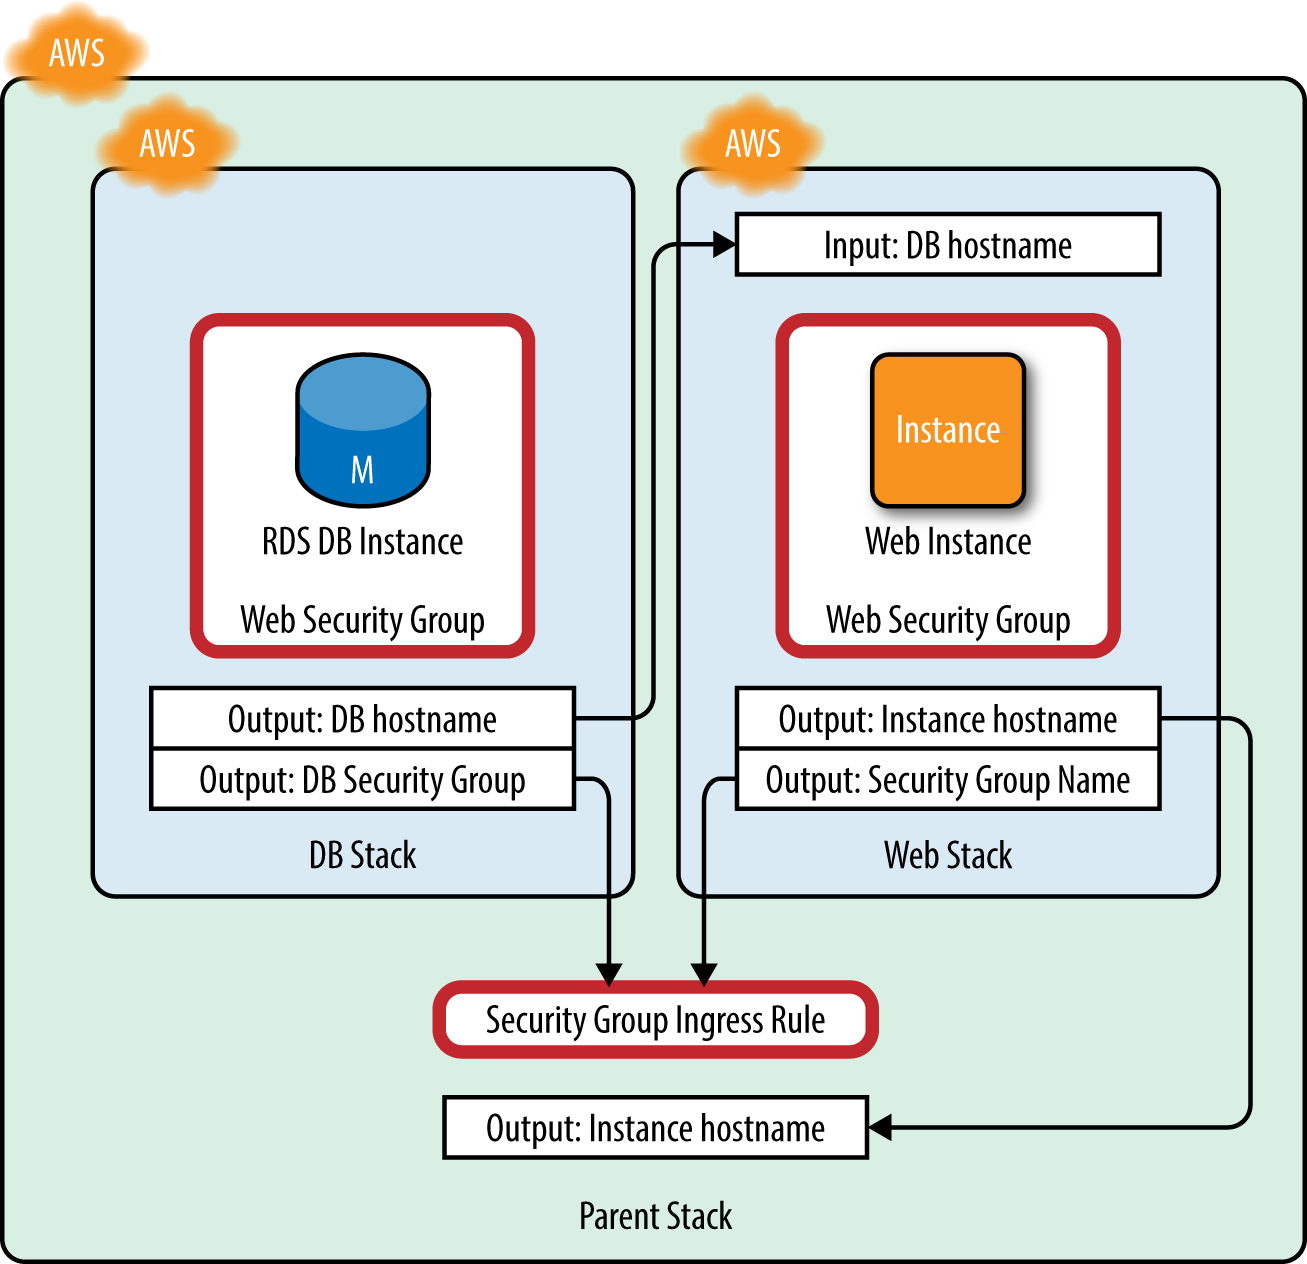 AWS
AWS
AWS
Input: DB hostname
M
RDS DB Instance
Web Security Group
Instance
Web Instance
Web Security Group
Output: DB hostname
Output: DB Security Group
DB Stack
Output: Instance hostname
Output: Security Group Name
Web Stack
Security Group Ingress Rule
Output: Instance hostname
Parent Stack